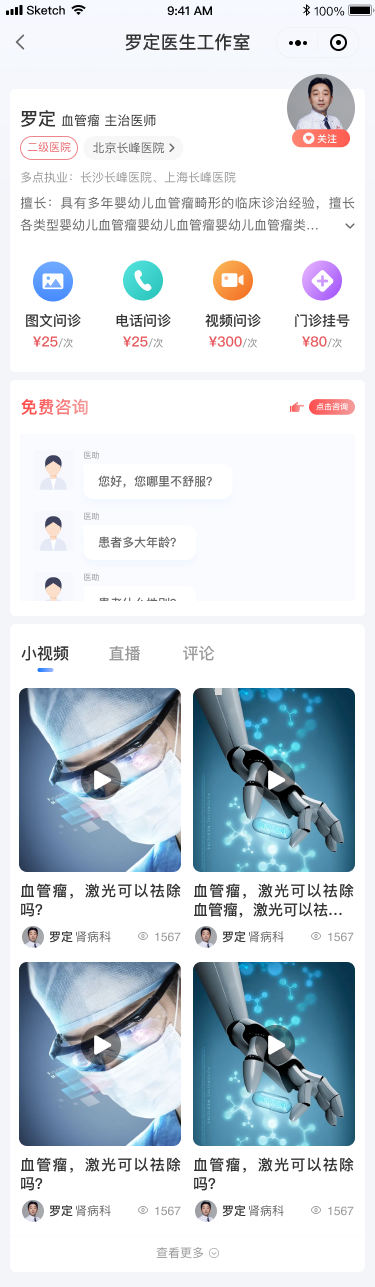 Sketch 9:41 AM 100%
罗定医生工作室
罗定 血管瘤 主治医师
关注
二级医院 北京长峰医院
多点执业：长沙长峰医院、上海长峰医院
擅长：具有多年婴幼儿血管瘤畸形的临床诊治经验，擅长
各类型婴幼儿血管瘤婴幼儿血管瘤婴幼儿血管瘤类...
图文问诊 电话问诊 视频问诊 门诊挂号
¥25/次 ¥25/次 ¥300/次 ¥80/次
免费咨询 点击咨询
医助
您好，您哪里不舒服？
医助
患者多大年龄？
医助
患者什么性别？
小视频 直播 评论
血管瘤，激光可以祛除
吗？
罗定 肾病科 1567
血管瘤，激光可以祛除
血管瘤，激光可以祛...
罗定 肾病科 1567
血管瘤，激光可以祛除
吗？
罗定 肾病科 1567
血管瘤，激光可以祛除
吗？
罗定 肾病科 1567
查看更多